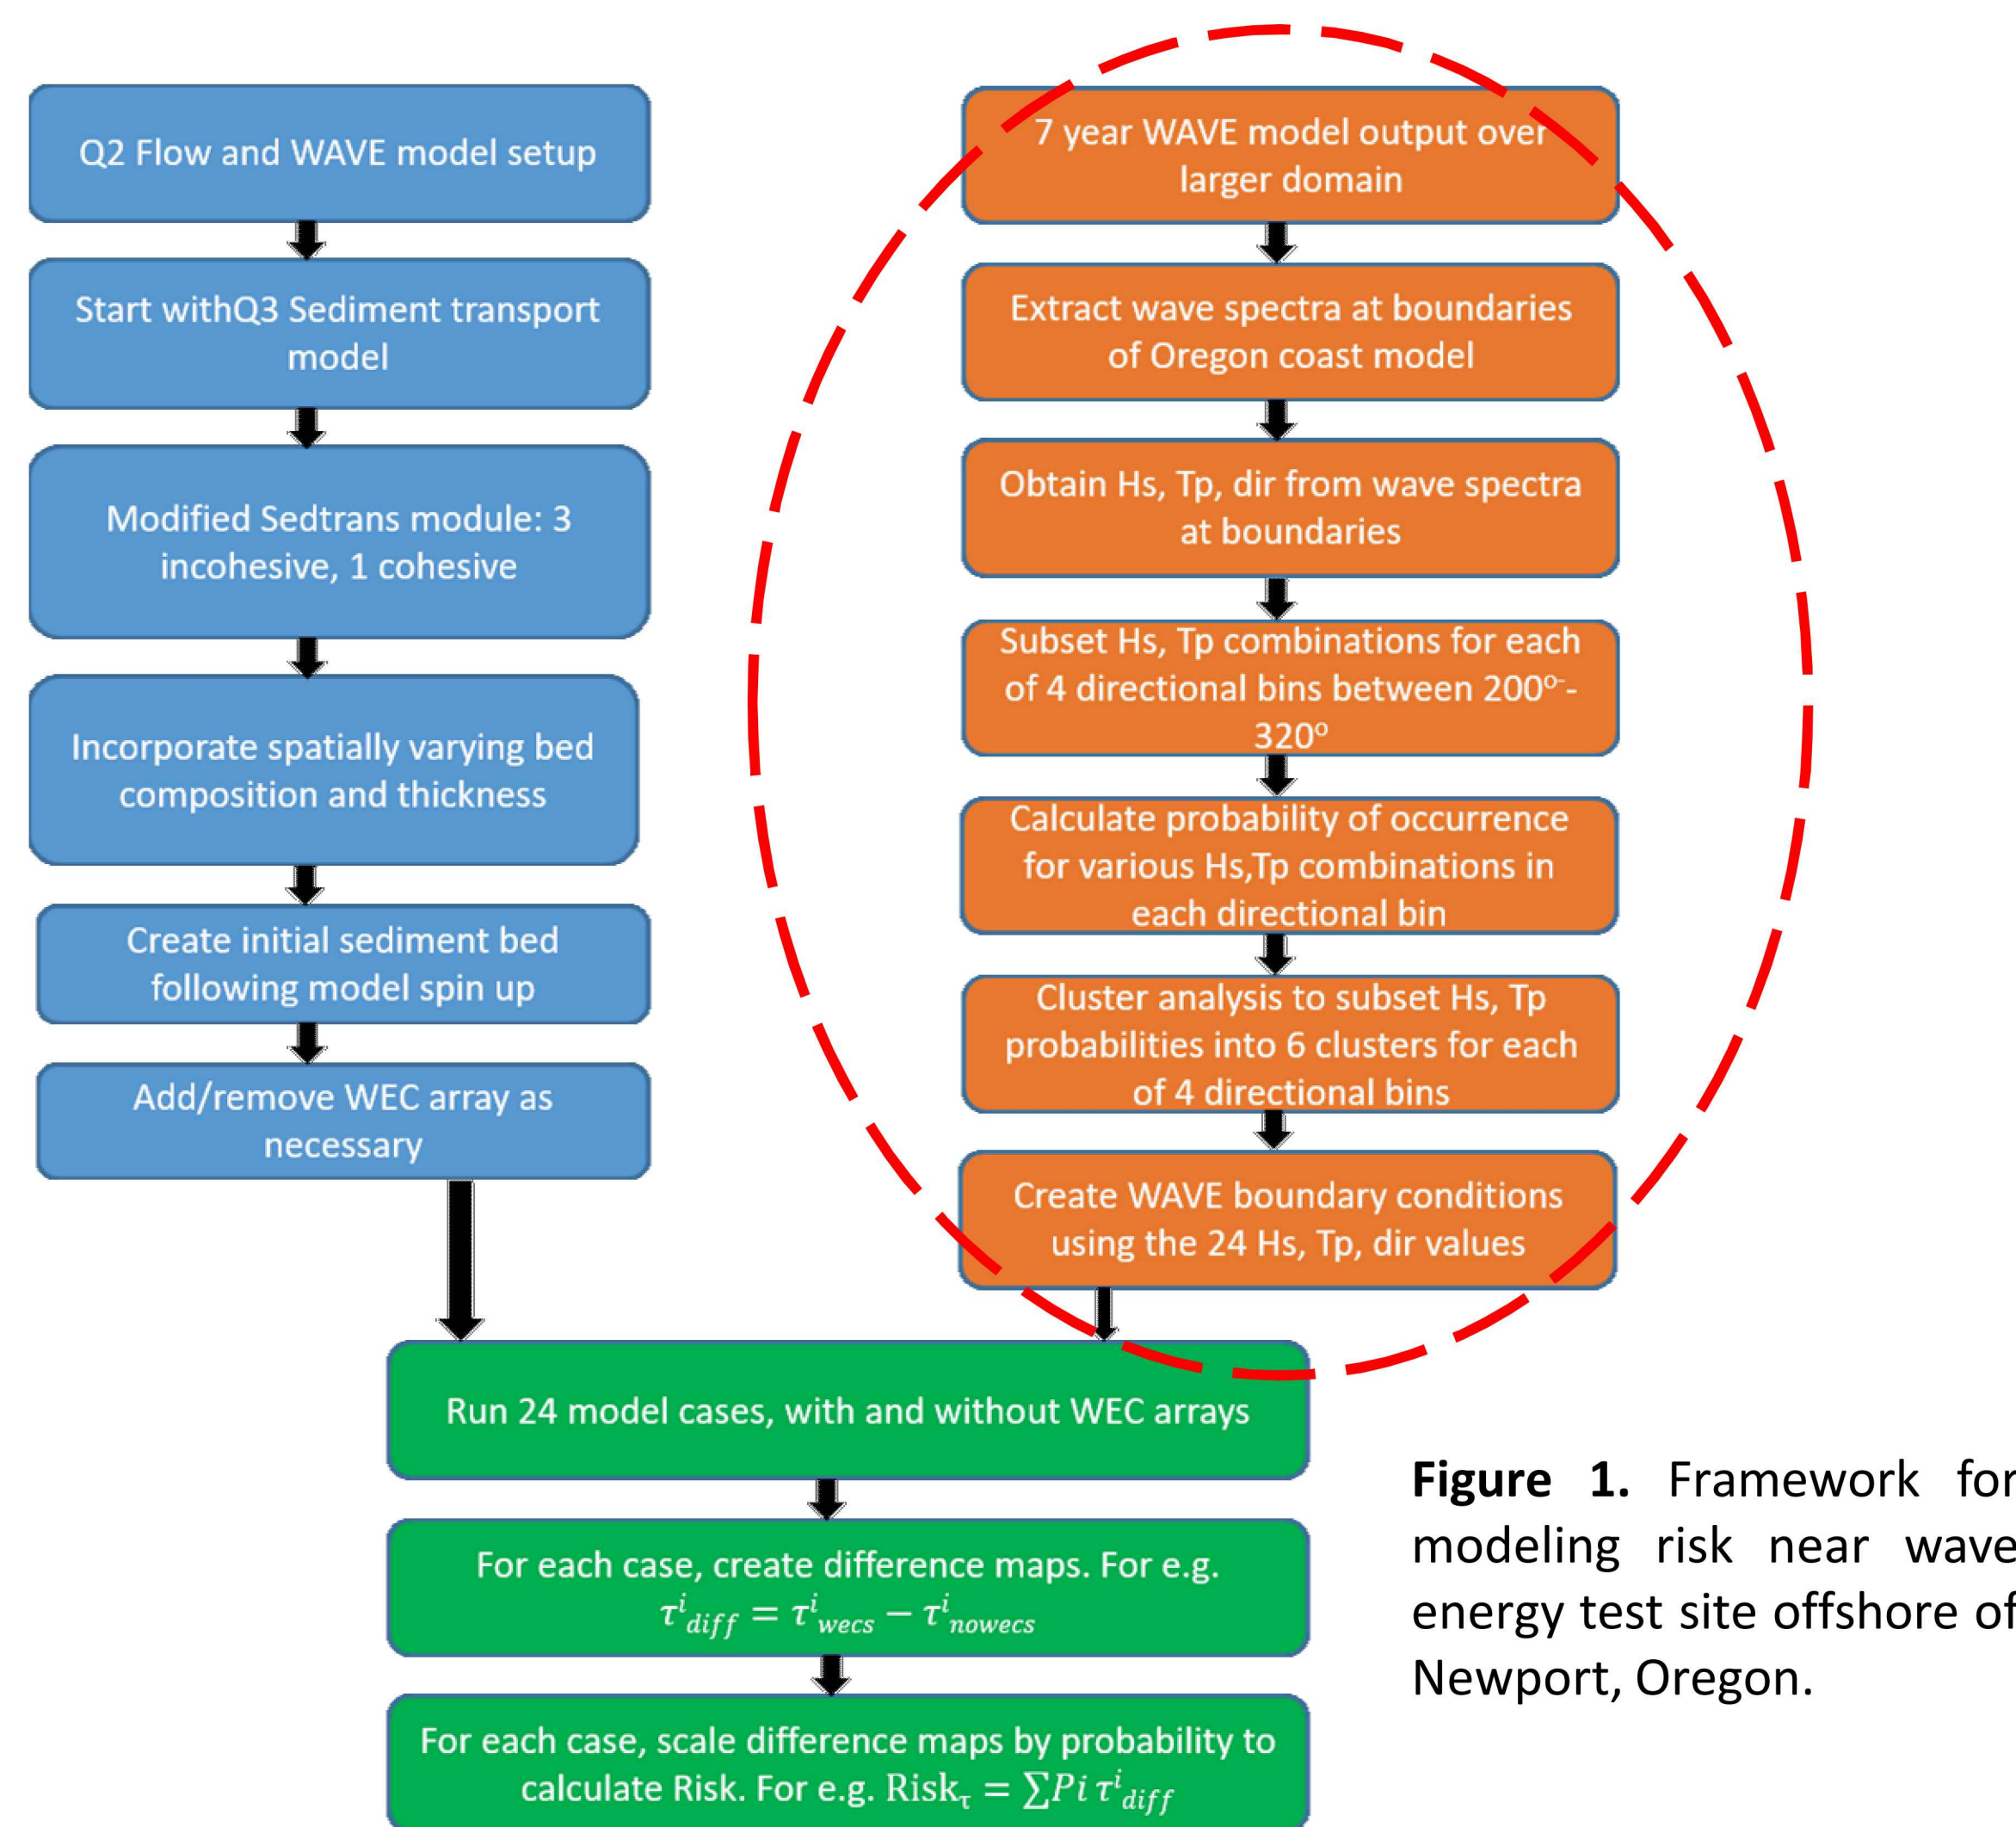 Q2 Flow and WAVE model setup
Start withQ3 Sediment transport
model
Modified Sedtrans module: 3
incohesive, 1 cohesive
Incorporate spatially varying bed
composition and thickness
Create initial sediment bed
following model spin up
Add/remove WEC array as
necessary
7 year WAVE model output over
larger domain
Extract wave spectra at boundaries
of Oregon coast model
Obtain Hs, Tp, dir from wave spectra
at boundaries
Subset Hs, Tp combinations for each
of 4 directional bins between 200º⁻-
320º
Calculate probability of occurrence
for various Hs,Tp combinations in
each directional bin
Cluster analysis to subset Hs, Tp
probabilities into 6 clusters for each
of 4 directional bins
Create WAVE boundary conditions
using the 24 Hs, Tp, dir values
Run 24 model cases, with and without WEC arrays
For each case, create difference maps. For e.g.
τ^i_diff = τ^i_wecs − τ^i_nowecs
For each case, scale difference maps by probability to
calculate Risk. For e.g. Risk_τ = ∑Pi τ^i_diff
Figure 1. Framework for
modeling risk near wave
energy test site offshore of
Newport, Oregon.